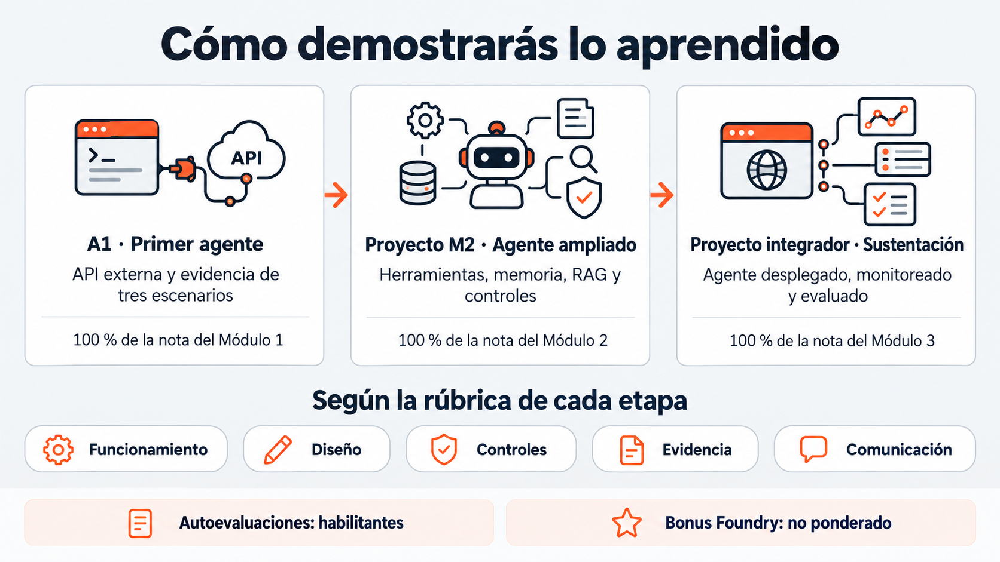 Cómo demostrarás lo aprendido
API
A1 · Primer agente
API externa y evidencia de
tres escenarios
100 % de la nota del Módulo 1
Proyecto M2 · Agente ampliado
Herramientas, memoria, RAG y
controles
100 % de la nota del Módulo 2
Proyecto integrador · Sustentación
Agente desplegado, monitoreado
y evaluado
100 % de la nota del Módulo 3
Según la rúbrica de cada etapa
Funcionamiento
Diseño
Controles
Evidencia
Comunicación
Autoevaluaciones: habilitantes
Bonus Foundry: no ponderado